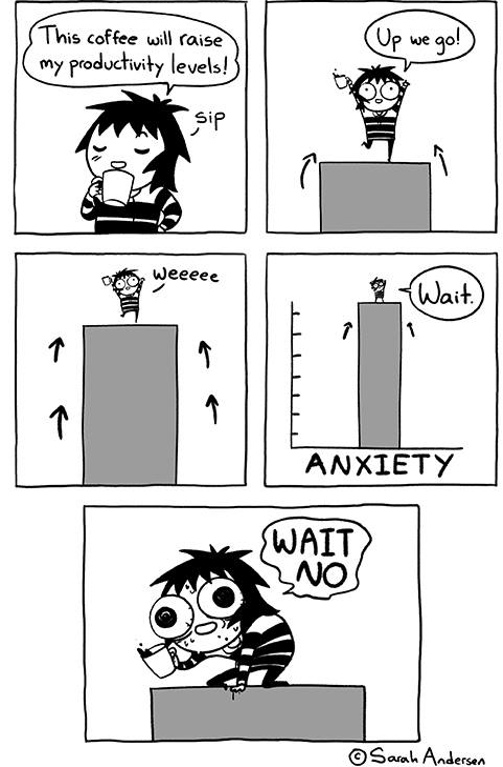 This coffee will raise
my productivity levels!
sip
Up we go!
Weeeee
Wait.
ANXIETY
WAIT
NO
© Sarah Andersen